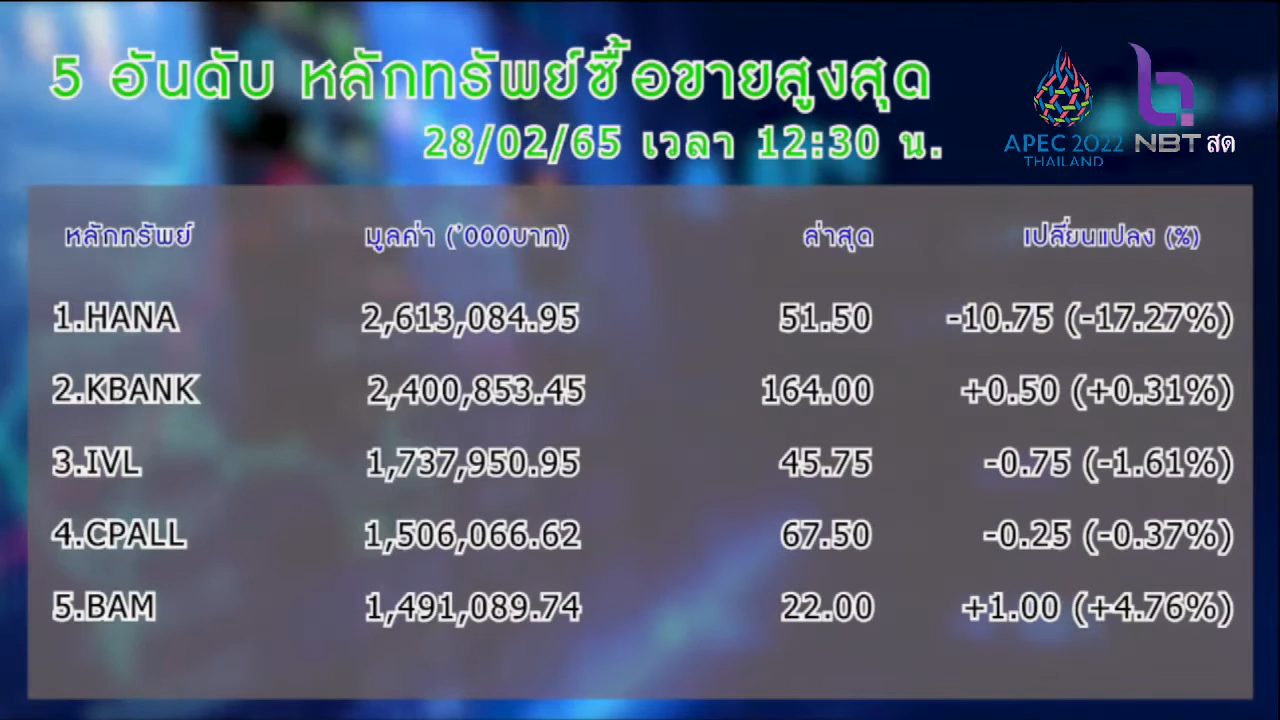 5 อันดับ หลักทรัพย์ซื้อขายสูงสุด
28/02/65 เวลา 12:30 น.
APEC 2022
THAILAND
NBT สด
หลักทรัพย์ มูลค่า ('000บาท) ล่าสุด เปลี่ยนแปลง (%)
1.HANA 2,613,084.95 51.50 -10.75 (-17.27%)
2.KBANK 2,400,853.45 164.00 +0.50 (+0.31%)
3.IVL 1,737,950.95 45.75 -0.75 (-1.61%)
4.CPALL 1,506,066.62 67.50 -0.25 (-0.37%)
5.BAM 1,491,089.74 22.00 +1.00 (+4.76%)